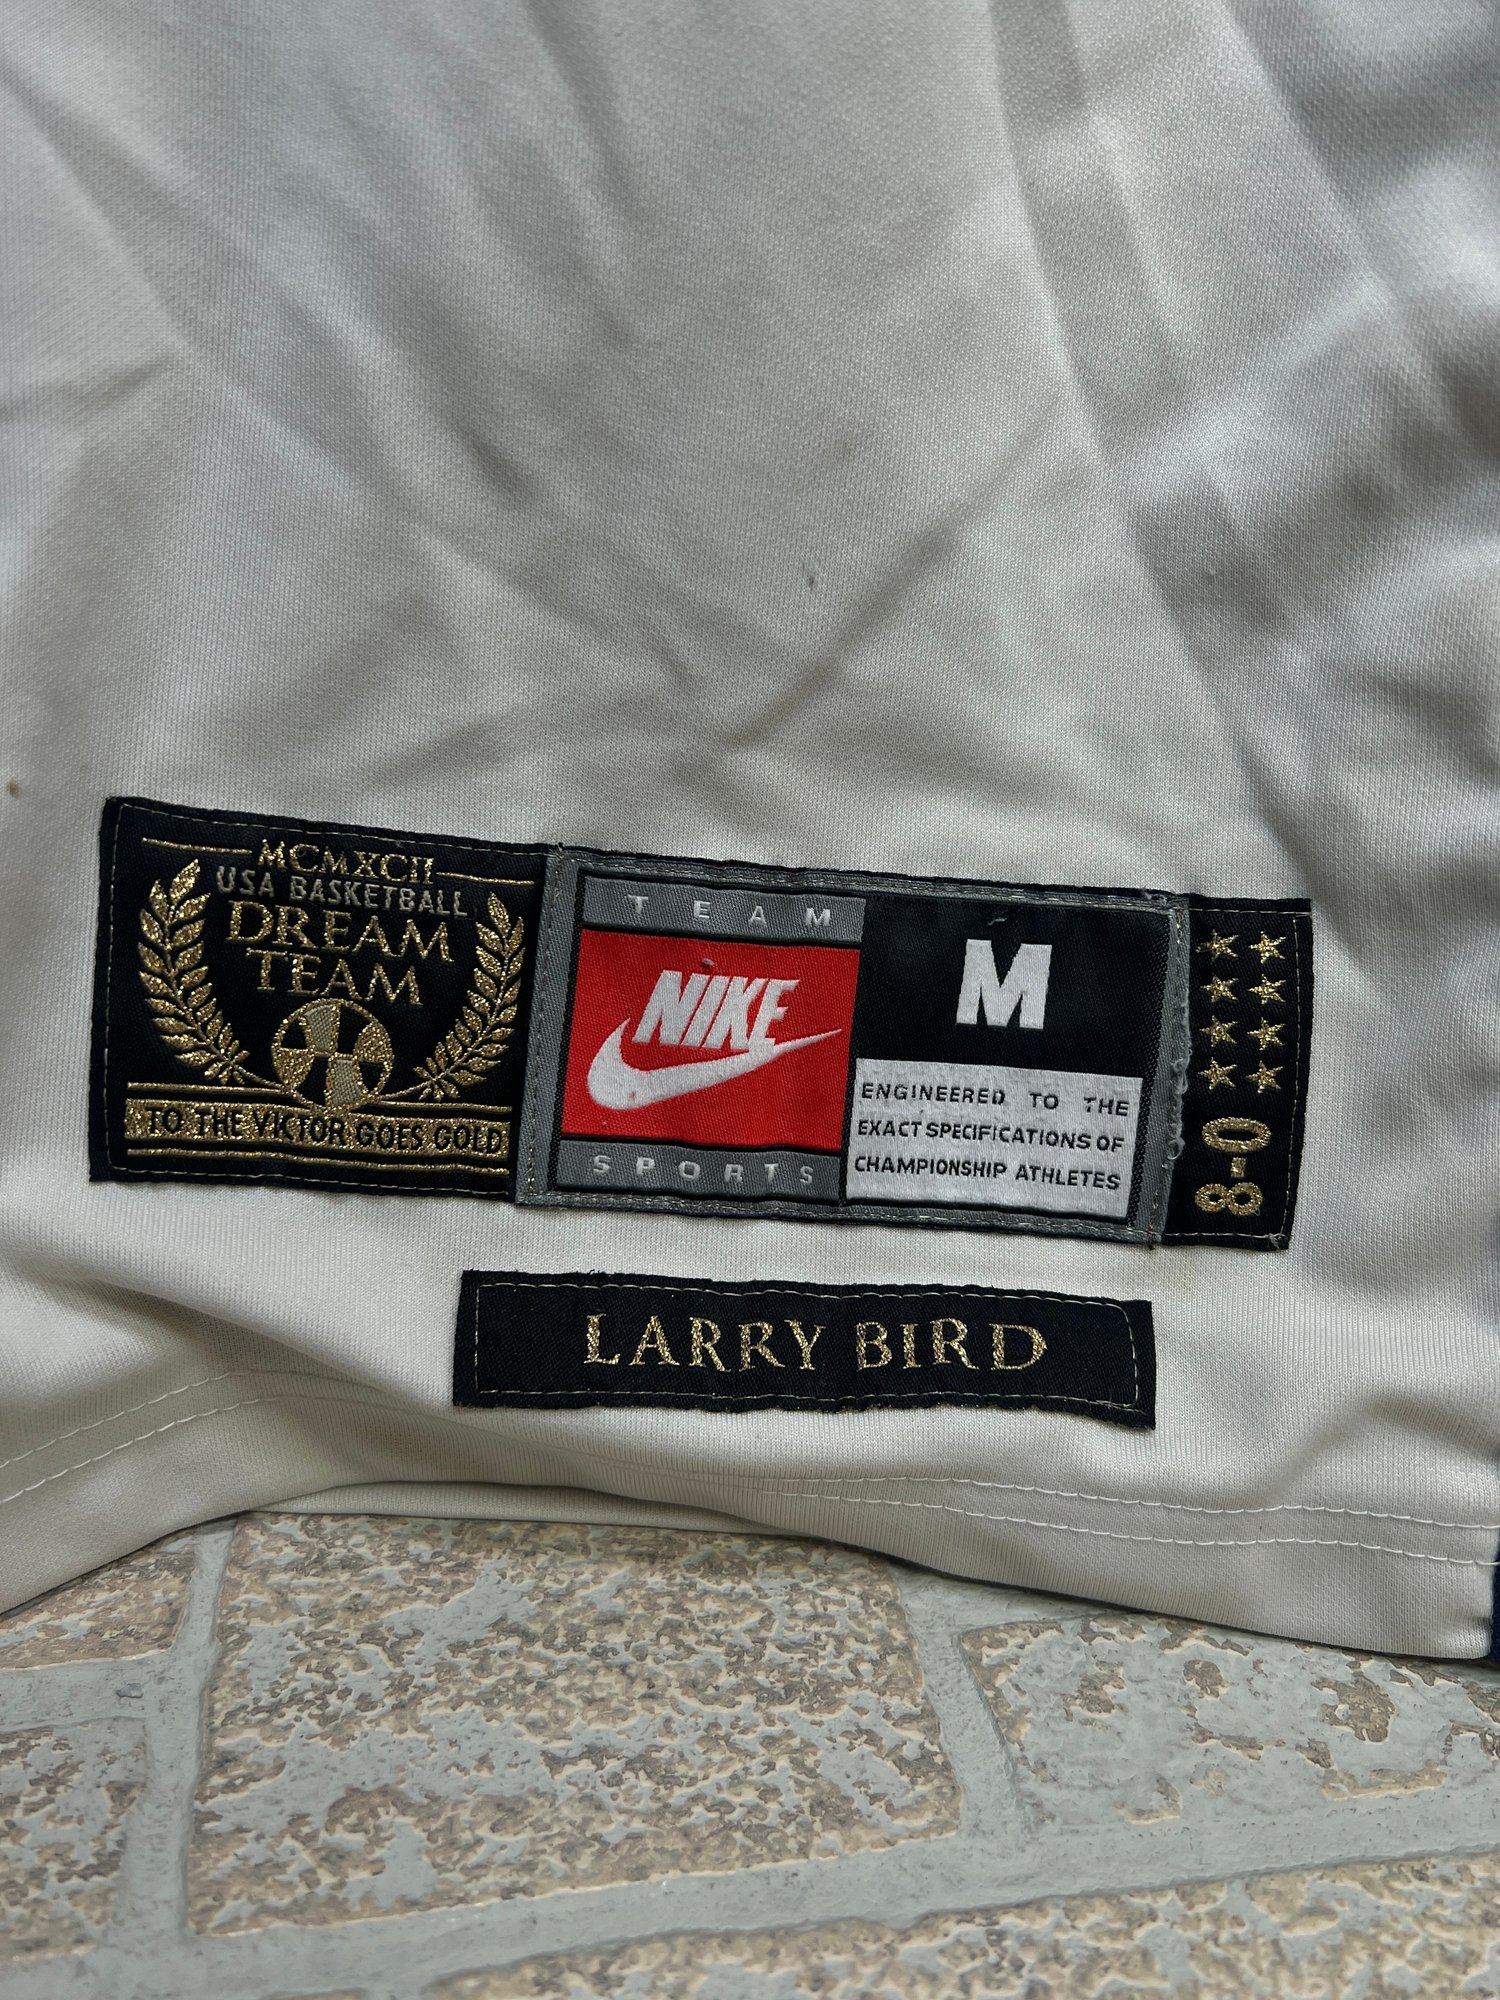 MCMXCII
USA BASKETBALL
DREAM
TEAM
TO THE VICTOR GOES GOLD
TEAM
NIKE
SPORTS
M
ENGINEERED TO THE
EXACT SPECIFICATIONS OF
CHAMPIONSHIP ATHLETES
8-0
LARRY BIRD